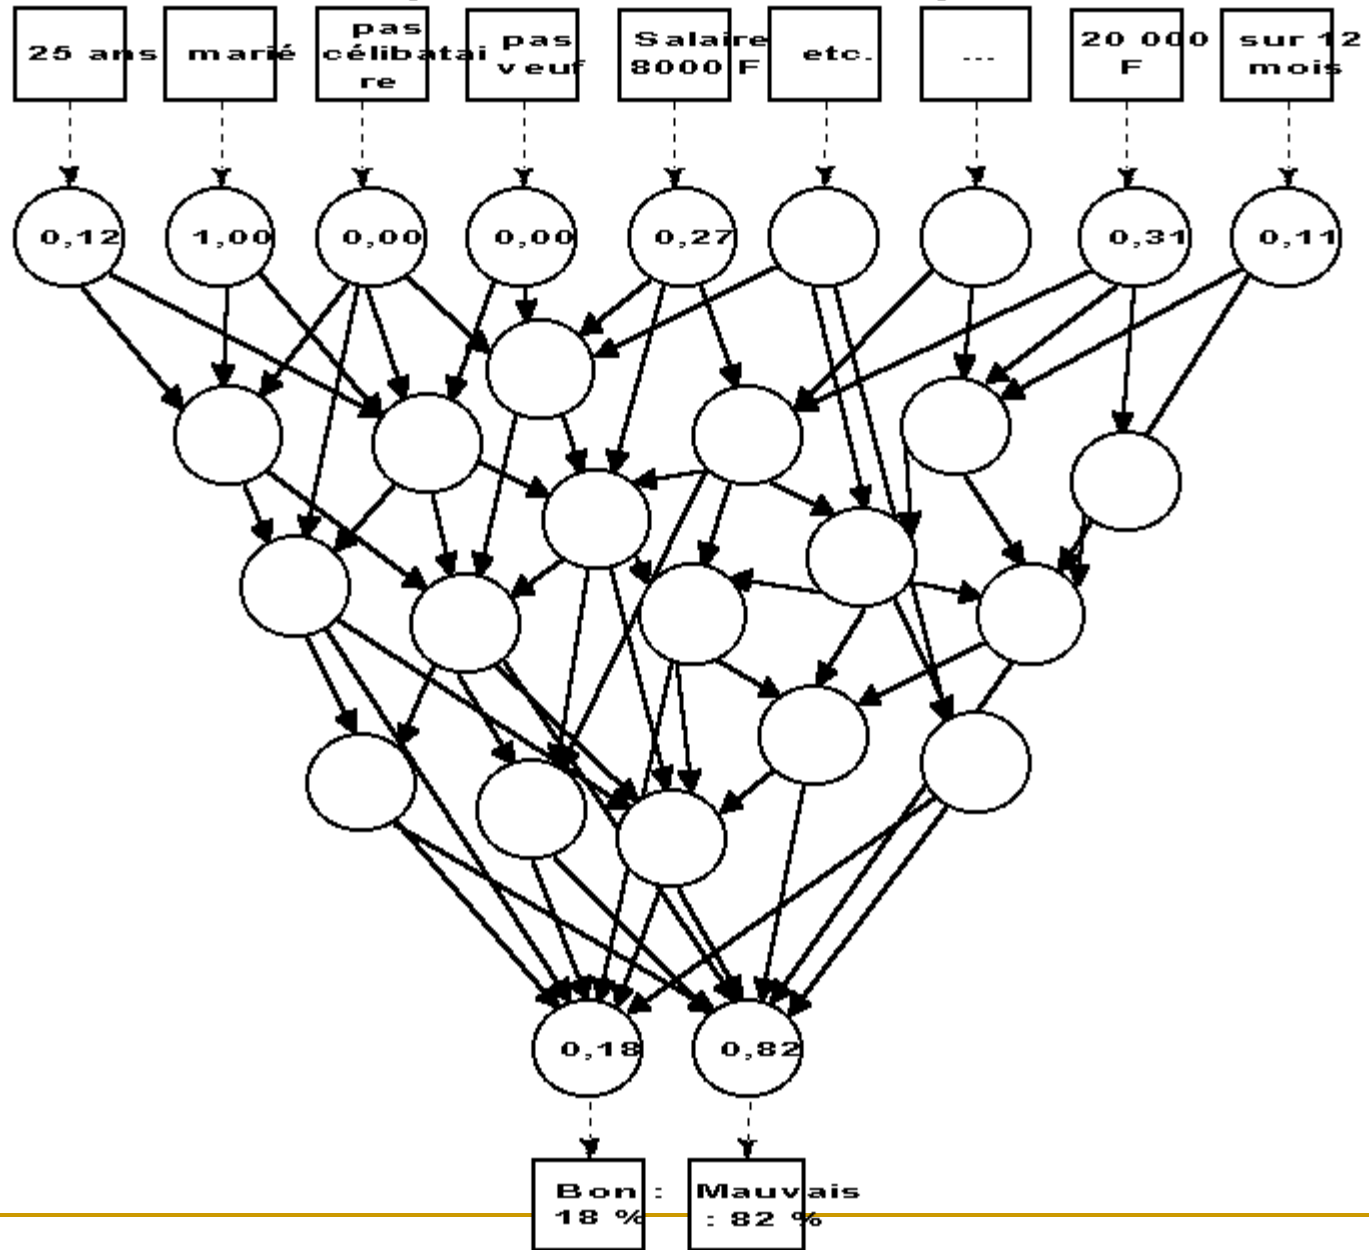 25 ans
marié
pas
célibatai
re
pas
veuf
Salaire
8000 F
etc.
...
20 000
F
sur 12
mois
0,12
1,00
0,00
0,00
0,27
0,31
0,11
0,18
0,82
Bon :
18 %
Mauvais
: 82 %